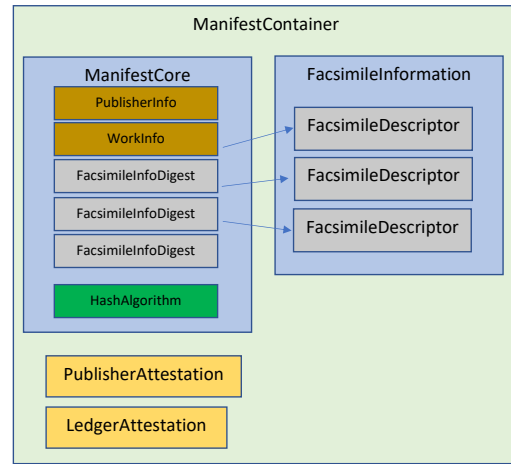 ManifestContainer
ManifestCore
PublisherInfo
WorkInfo
FacsimileInfoDigest
FacsimileInfoDigest
FacsimileInfoDigest
HashAlgorithm
FacsimileInformation
FacsimileDescriptor
FacsimileDescriptor
FacsimileDescriptor
PublisherAttestation
LedgerAttestation